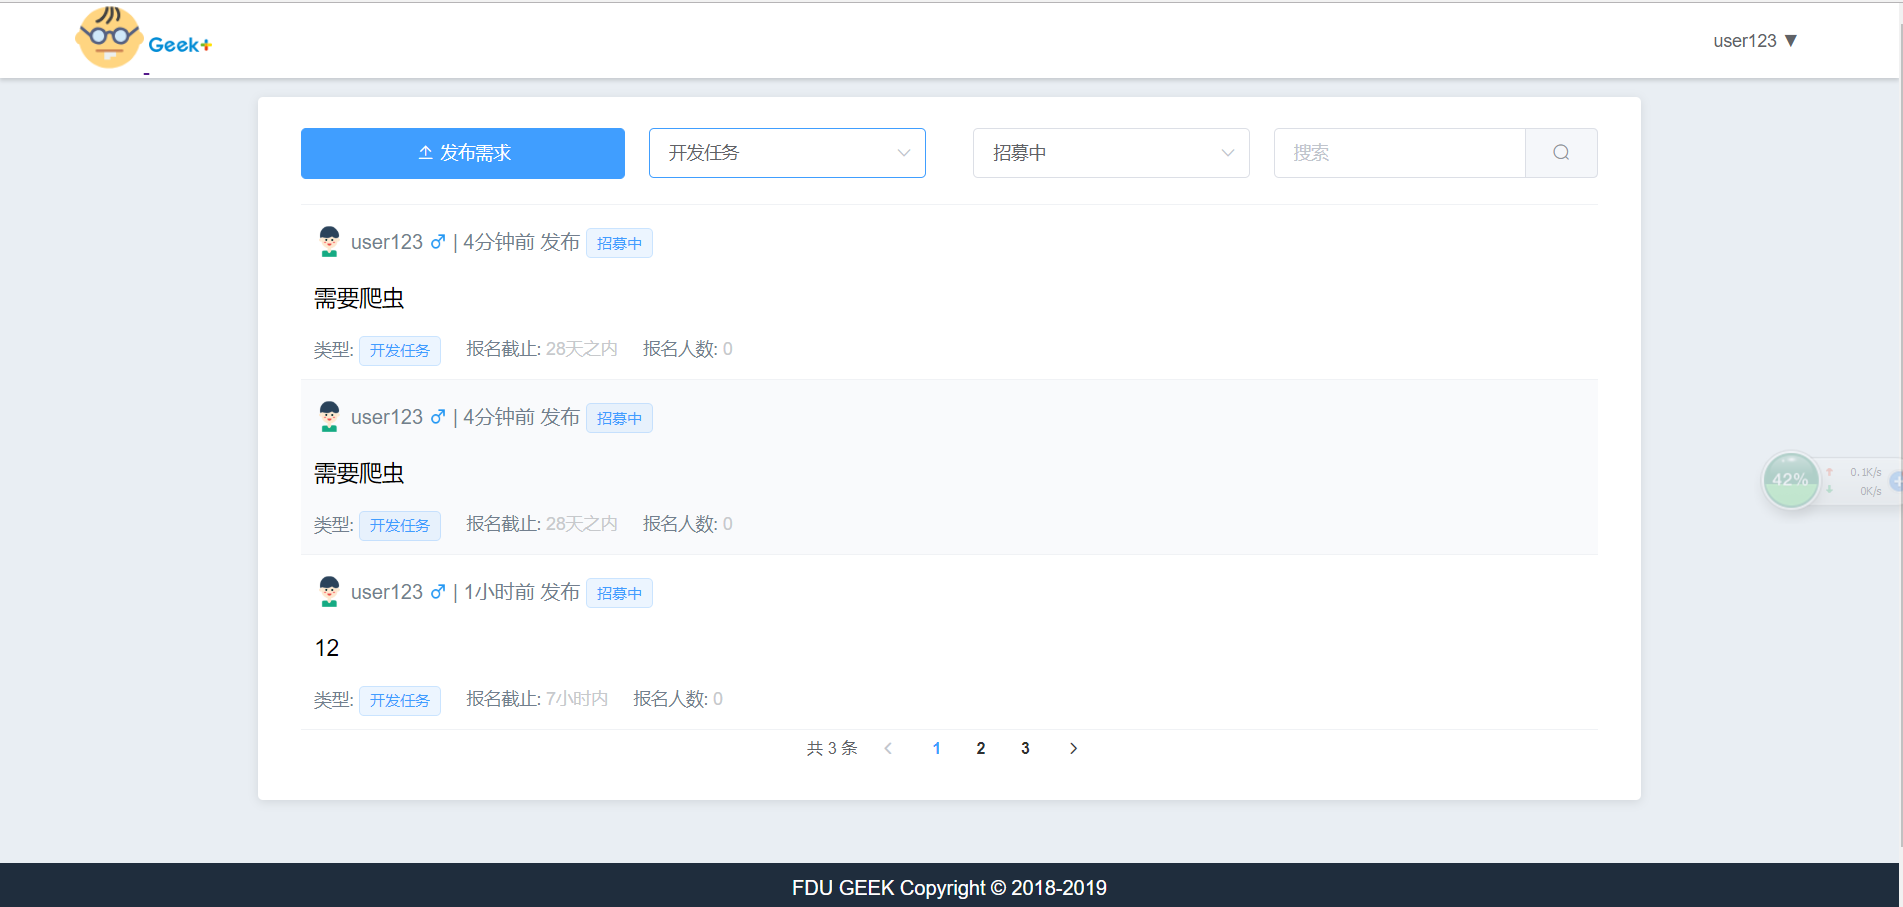 Geek+
user123 ▼
发布需求
开发任务
招募中
搜索
user123 ♂ | 4分钟前 发布 招募中
需要爬虫
类型: 开发任务 报名截止: 28天之内 报名人数: 0
user123 ♂ | 4分钟前 发布 招募中
需要爬虫
类型: 开发任务 报名截止: 28天之内 报名人数: 0
user123 ♂ | 1小时前 发布 招募中
12
类型: 开发任务 报名截止: 7小时内 报名人数: 0
共 3 条 1 2 3
42%
0.1K/s
0K/s
FDU GEEK Copyright © 2018-2019